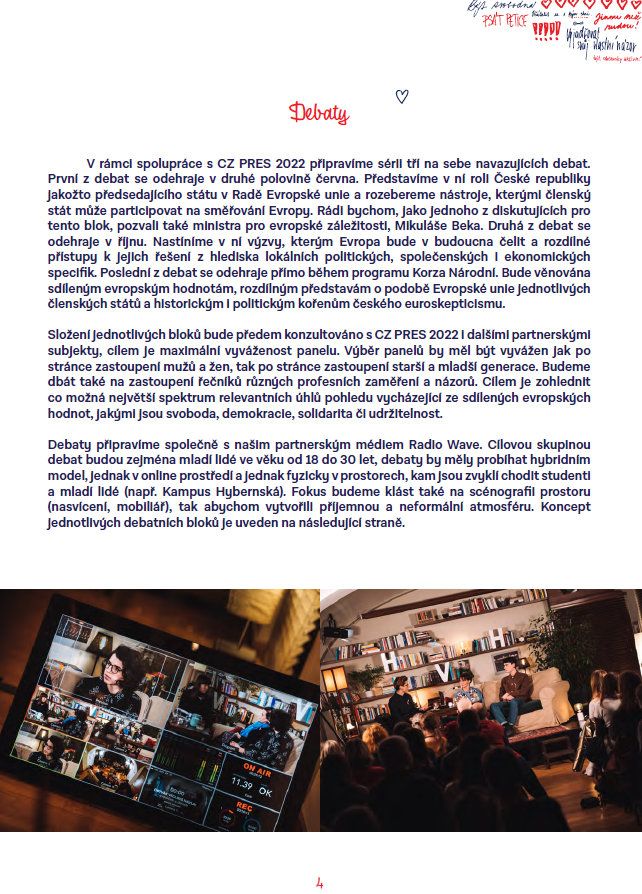 být svobodná
PSÁT PETICE
!!!!!
Jinou než
rudou!
Vyjadřovat
svůj vlastní názor
Debaty
V rámci spolupráce s CZ PRES 2022 připravíme sérii tří na sebe navazujících debat.
První z debat se odehraje v druhé polovině června. Představíme v ní roli České republiky
jakožto předsedajícího státu v Radě Evropské unie a rozebereme nástroje, kterými členský
stát může participovat na směřování Evropy. Rádi bychom, jako jednoho z diskutujících pro
tento blok, pozvali také ministra pro evropské záležitosti, Mikuláše Beka. Druhá z debat se
odehraje v říjnu. Nastíníme v ní výzvy, kterým Evropa bude v budoucna čelit a rozdílné
přístupy k jejich řešení z hlediska lokálních politických, společenských i ekonomických
specifik. Poslední z debat se odehraje přímo během programu Korza Národní. Bude věnována
sdíleným evropským hodnotám, rozdílným představám o podobě Evropské unie jednotlivých
členských států a historickým i politickým kořenům českého euroskepticismu.
Složení jednotlivých bloků bude předem konzultováno s CZ PRES 2022 i dalšími partnerskými
subjekty, cílem je maximální vyváženost panelu. Výběr panelů by měl být vyvážen jak po
stránce zastoupení mužů a žen, tak po stránce zastoupení starší a mladší generace. Budeme
dbát také na zastoupení řečníků různých profesních zaměření a názorů. Cílem je zohlednit
co možná největší spektrum relevantních úhlů pohledu vycházející ze sdílených evropských
hodnot, jakými jsou svoboda, demokracie, solidarita či udržitelnost.
Debaty připravíme společně s našim partnerským médiem Radio Wave. Cílovou skupinou
debat budou zejména mladí lidé ve věku od 18 do 30 let, debaty by měly probíhat hybridním
model, jednak v online prostředí a jednak fyzicky v prostorech, kam jsou zvyklí chodit studenti
a mladí lidé (např. Kampus Hybernská). Fokus budeme klást také na scénografii prostoru
(nasvícení, mobiliář), tak abychom vytvořili příjemnou a neformální atmosféru. Koncept
jednotlivých debatních bloků je uveden na následující straně.
ON AIR
11.39 OK
REC
00:00
H V H
4